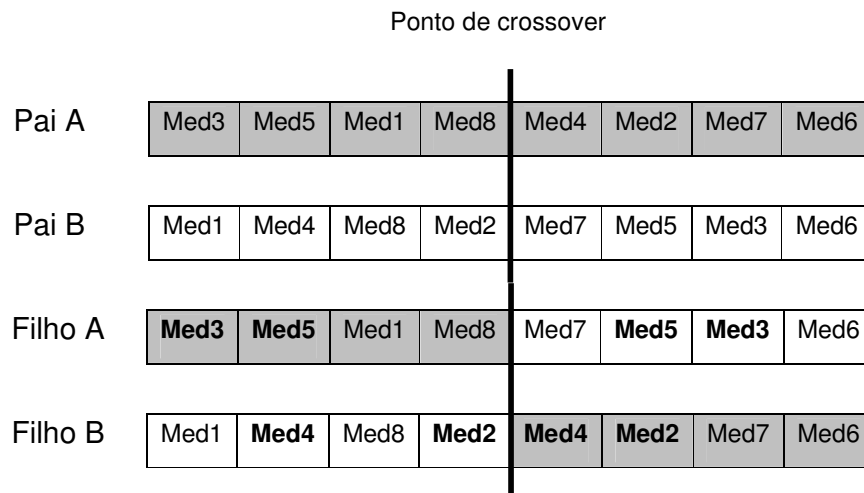 Ponto de crossover
Pai A Med3 Med5 Med1 Med8 Med4 Med2 Med7 Med6
Pai B Med1 Med4 Med8 Med2 Med7 Med5 Med3 Med6
Filho A Med3 Med5 Med1 Med8 Med7 Med5 Med3 Med6
Filho B Med1 Med4 Med8 Med2 Med4 Med2 Med7 Med6